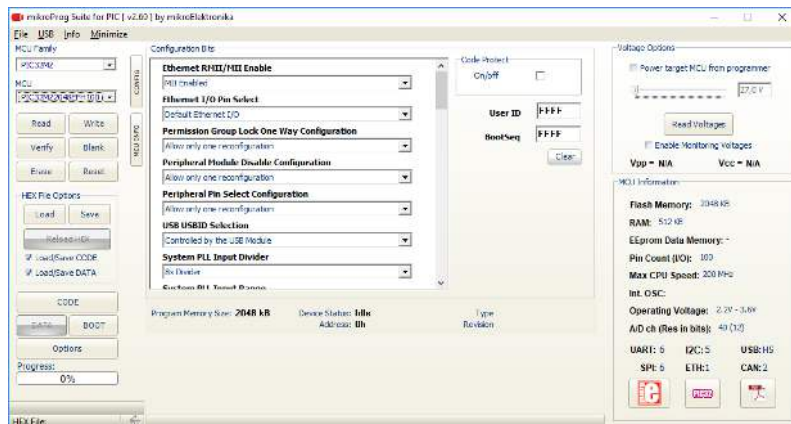 mikroProg Suite for PIC [ v2.60 ] by mikroElektronika
File USB Info Minimize
MCU Family
PIC32MZ
MCU
Read Write
Verify Blank
Erase Reset
HEX File Options
Load Save
Reload HEX
Load/Save CODE
Load/Save DATA
CODE
DATA BOOT
Options
Progress:
0%
HEX File:
CONFIG
MCU INFO
Configuration Bits
Ethernet RMII/MII Enable
MII Enabled
Ethernet I/O Pin Select
Default Ethernet I/O
Permission Group Lock One Way Configuration
Allow only one reconfiguration
Peripheral Module Disable Configuration
Allow only one reconfiguration
Peripheral Pin Select Configuration
Allow only one reconfiguration
USB USBID Selection
Controlled by the USB Module
System PLL Input Divider
8x Divider
System PLL Input Range
Code Protect
On/off
User ID FFFF
BootSeq FFFF
Clear
Program Memory Size: 2048 kB Device Status: Idle Type
Address: 0h Revision
Voltage Options
Power target MCU from programmer
Read Voltages
Enable Monitoring Voltages
Vpp = N/A Vcc = N/A
MCU Information
Flash Memory: 2048 KB
RAM: 512 KB
EEprom Data Memory: -
Pin Count (I/O): 100
Max CPU Speed: 200 MHz
Int. OSC:
Operating Voltage: 2.2V - 3.6V
A/D ch (Res in bits): 40 (12)
UART: 6 I2C: 5 USB: HS
SPI: 6 ETH: 1 CAN: 2